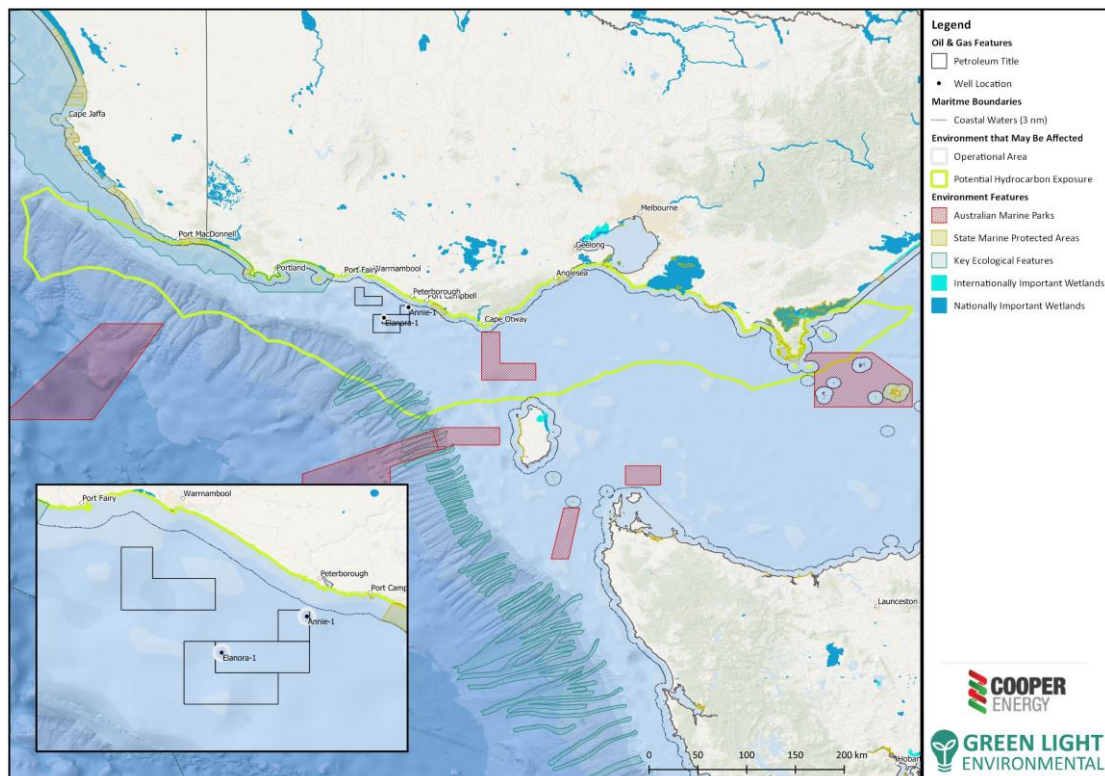 Cape Jaffa
Port MacDonnell
Portland
Port Fairy
Warrnambool
Peterborough
Port Campbell
Annie-1
Elanora-1
Cape Otway
Anglesea
Geelong
Melbourne
Launceston
Hobar
0 50 100 150 200 km
Port Fairy
Warrnambool
Peterborough
Port Camp
Annie-1
Elanora-1
Legend
Oil & Gas Features
Petroleum Title
Well Location
Maritme Boundaries
Coastal Waters (3 nm)
Environment that May Be Affected
Operational Area
Potential Hydrocarbon Exposure
Environment Features
Australian Marine Parks
State Marine Protected Areas
Key Ecological Features
Internationally Important Wetlands
Nationally Important Wetlands
COOPER
ENERGY
GREEN LIGHT
ENVIRONMENTAL